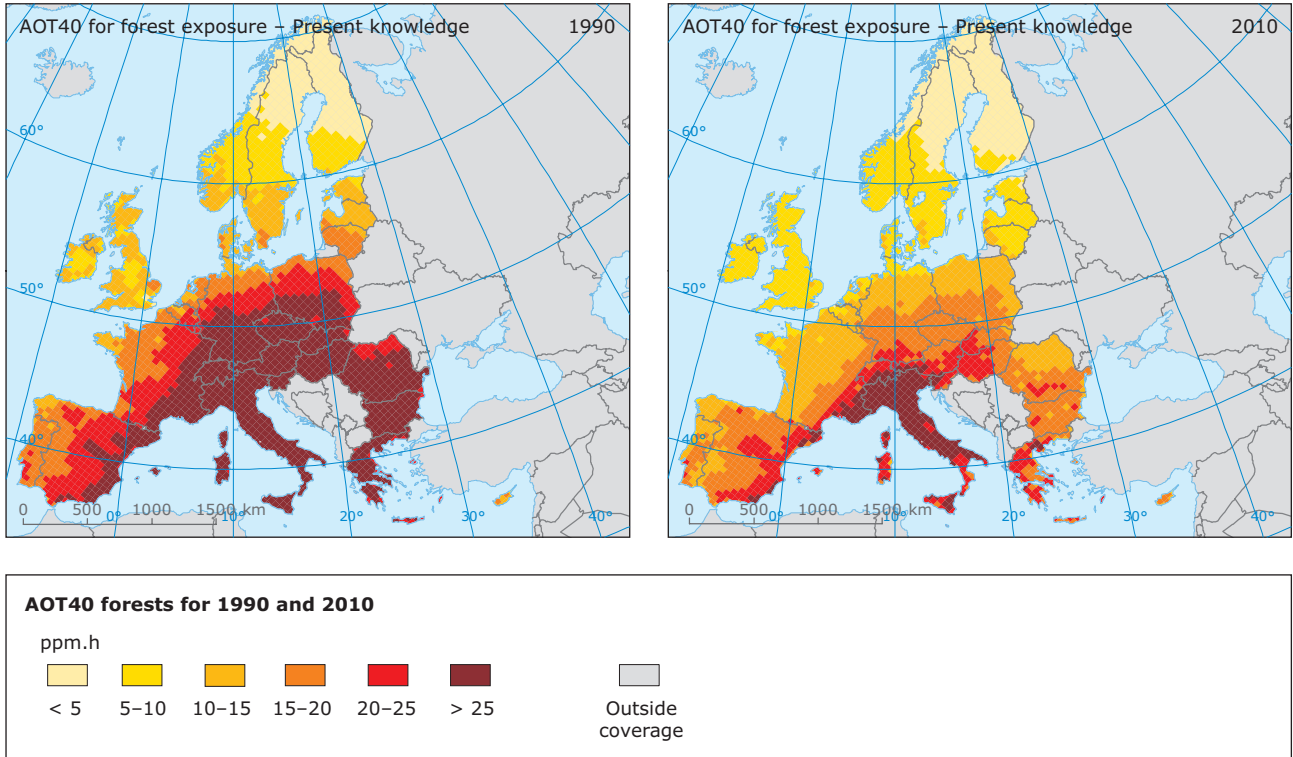 AOT40 for forest exposure – Present knowledge 1990
60°
50°
40°
0 500 1000 1500 km
0° 10° 20° 30° 40°
AOT40 for forest exposure – Present knowledge 2010
60°
50°
40°
0 500 1000 1500 km
0° 10° 20° 30° 40°
AOT40 forests for 1990 and 2010
ppm.h
< 5 5–10 10–15 15–20 20–25 > 25 Outside
coverage